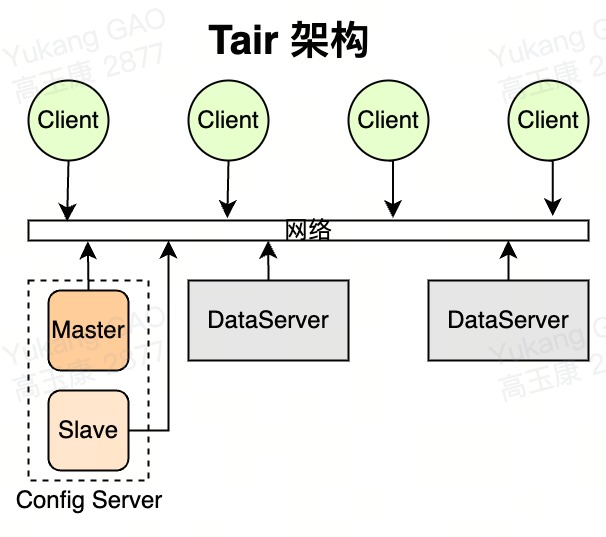 Tair 架构
Yukang GAO
高玉康 2877
Yukang GAO
高玉康 2877
Client
Client
Client
Client
网络
Master
DataServer
DataServer
Yukang GAO
高玉康 2877
Yukang GAO
高玉康 2877
Slave
Config Server